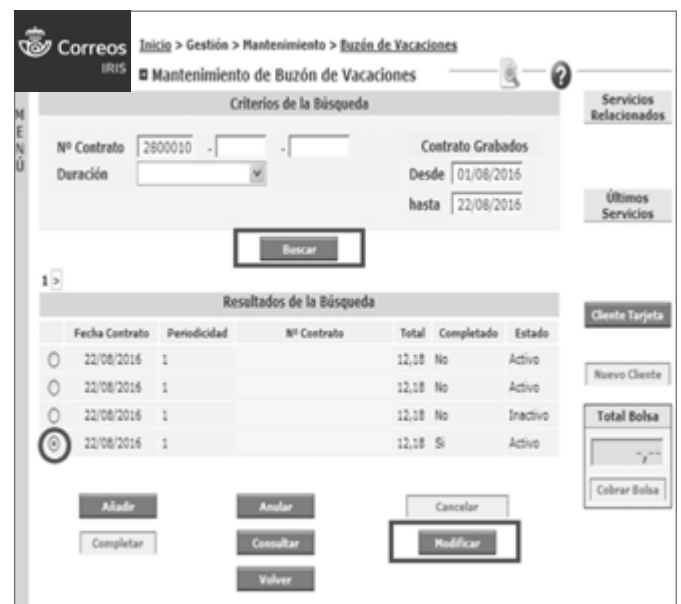 Correos
IRIS
Inicio > Gestión > Mantenimiento > Buzón de Vacaciones
Mantenimiento de Buzón de Vacaciones
?
MENÚ
Criterios de la Búsqueda
Nº Contrato 2800010 - -
Contrato Grabados
Duración
Desde 01/08/2016
hasta 22/08/2016
Buscar
1 >
Resultados de la Búsqueda
Fecha Contrato Periodicidad Nº Contrato Total Completado Estado
22/08/2016 1 12,18 No Activo
22/08/2016 1 12,18 No Activo
22/08/2016 1 12,18 No Inactivo
22/08/2016 1 12,18 Si Activo
Añadir Anular Cancelar
Completar Consultar Modificar
Volver
Servicios
Relacionados
Últimos
Servicios
Cliente Tarjeta
Nuevo Cliente
Total Bolsa
-,--
Cobrar Bolsa